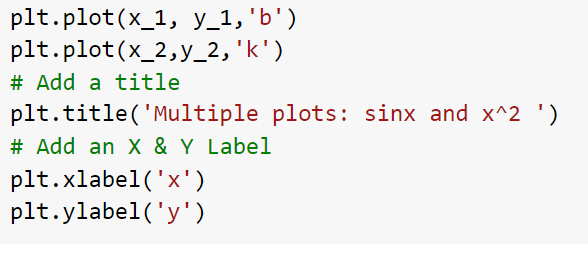 plt.plot(x_1, y_1,'b')
plt.plot(x_2,y_2,'k')
# Add a title
plt.title('Multiple plots: sinx and x^2 ')
# Add an X & Y Label
plt.xlabel('x')
plt.ylabel('y')